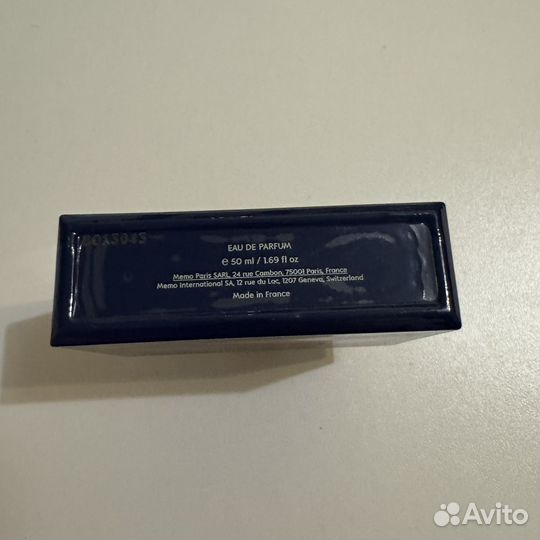 EAU DE PARFUM
℮ 50 ml / 1.69 fl oz
Memo Paris SARL, 24 rue Cambon, 75001 Paris, France
Memo International SA, 12 rue du Lac, 1207 Geneva, Switzerland
Made in France
Avito